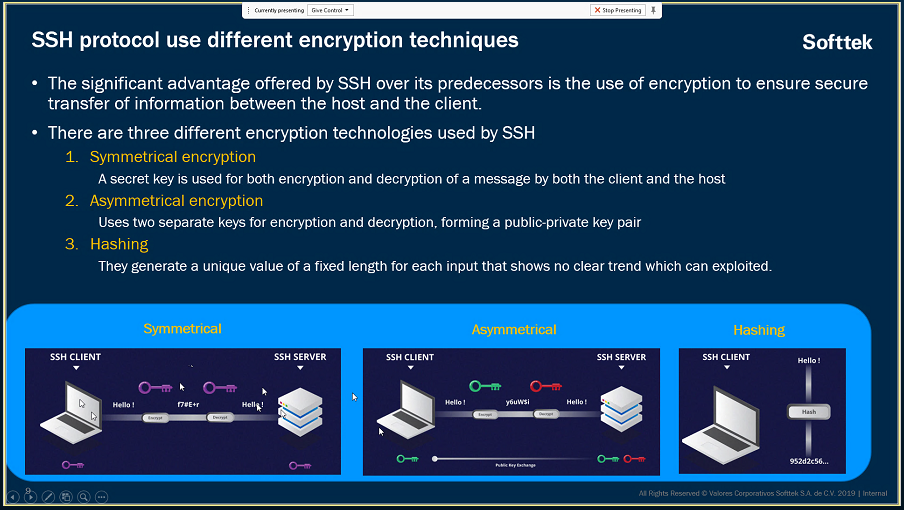 Currently presenting Give Control Stop Presenting
SSH protocol use different encryption techniques
Softtek
• The significant advantage offered by SSH over its predecessors is the use of encryption to ensure secure
transfer of information between the host and the client.
• There are three different encryption technologies used by SSH
1. Symmetrical encryption
A secret key is used for both encryption and decryption of a message by both the client and the host
2. Asymmetrical encryption
Uses two separate keys for encryption and decryption, forming a public-private key pair
3. Hashing
They generate a unique value of a fixed length for each input that shows no clear trend which can exploited.
Symmetrical
SSH CLIENT SSH SERVER
Hello ! f7#E+r Hello !
Encrypt Decrypt
Asymmetrical
SSH CLIENT SSH SERVER
Hello ! y6uWSi Hello !
Encrypt Decrypt
Public Key Exchange
Hashing
SSH CLIENT
Hello !
Hash
952d2c56...
9
All Rights Reserved © Valores Corporativos Softtek S.A. de C.V. 2019 | Internal